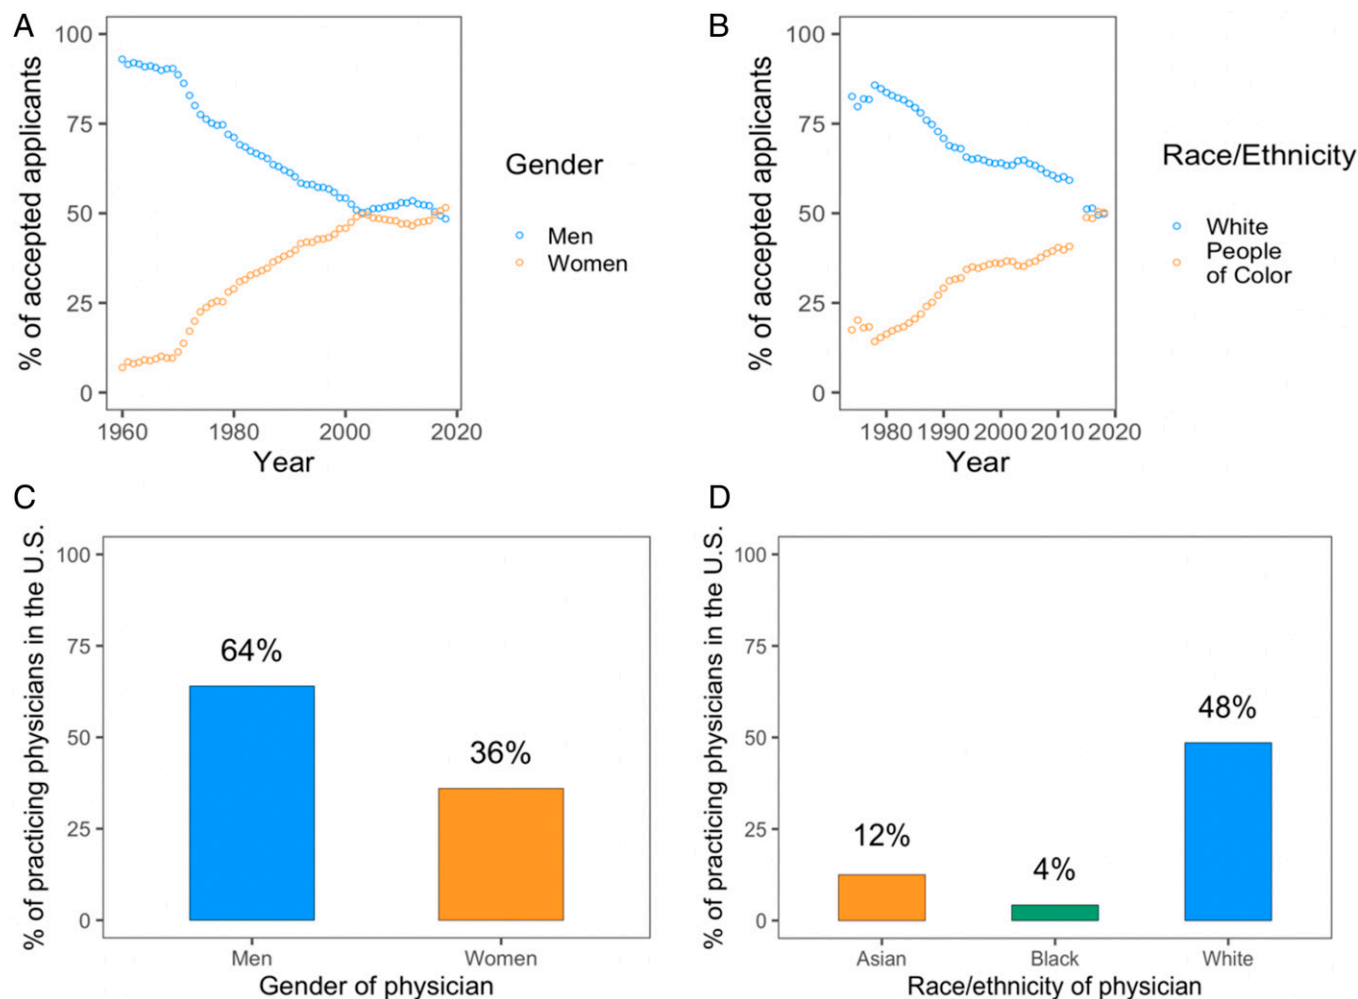 A
% of accepted applicants
100
75
50
25
0
1960 1980 2000 2020
Year
Gender
Men
Women
B
% of accepted applicants
100
75
50
25
0
1980 1990 2000 2010 2020
Year
Race/Ethnicity
White
People
of Color
C
% of practicing physicians in the U.S.
100
75
50
25
0
64%
36%
Men Women
Gender of physician
D
% of practicing physicians in the U.S.
100
75
50
25
0
12%
4%
48%
Asian Black White
Race/ethnicity of physician